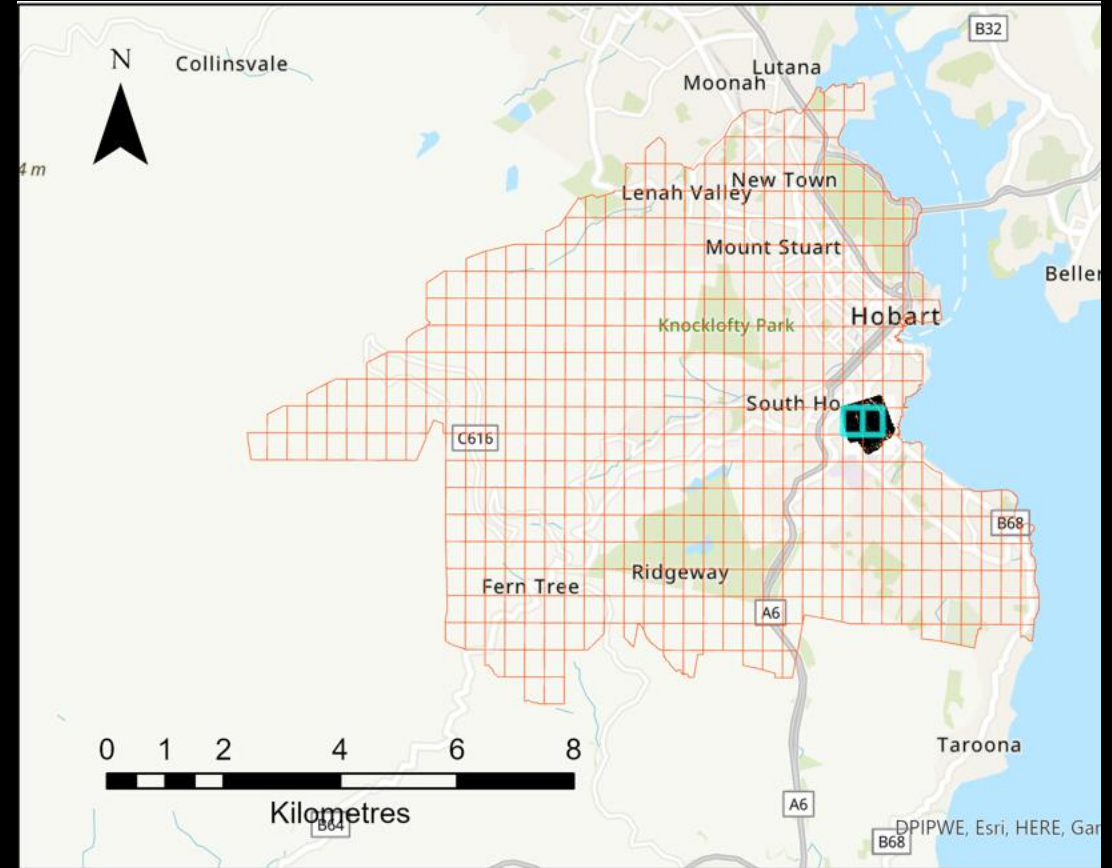 B32
N
Collinsvale
Lutana
Moonah
4 m
New Town
Lenah Valley
Mount Stuart
Beller
Hobart
Knocklofty Park
South Ho
C616
B68
Ridgeway
Fern Tree
A6
Taroona
0 1 2 4 6 8
Kilometres
A6
B64
DPIPWE, Esri, HERE, Gar
B68